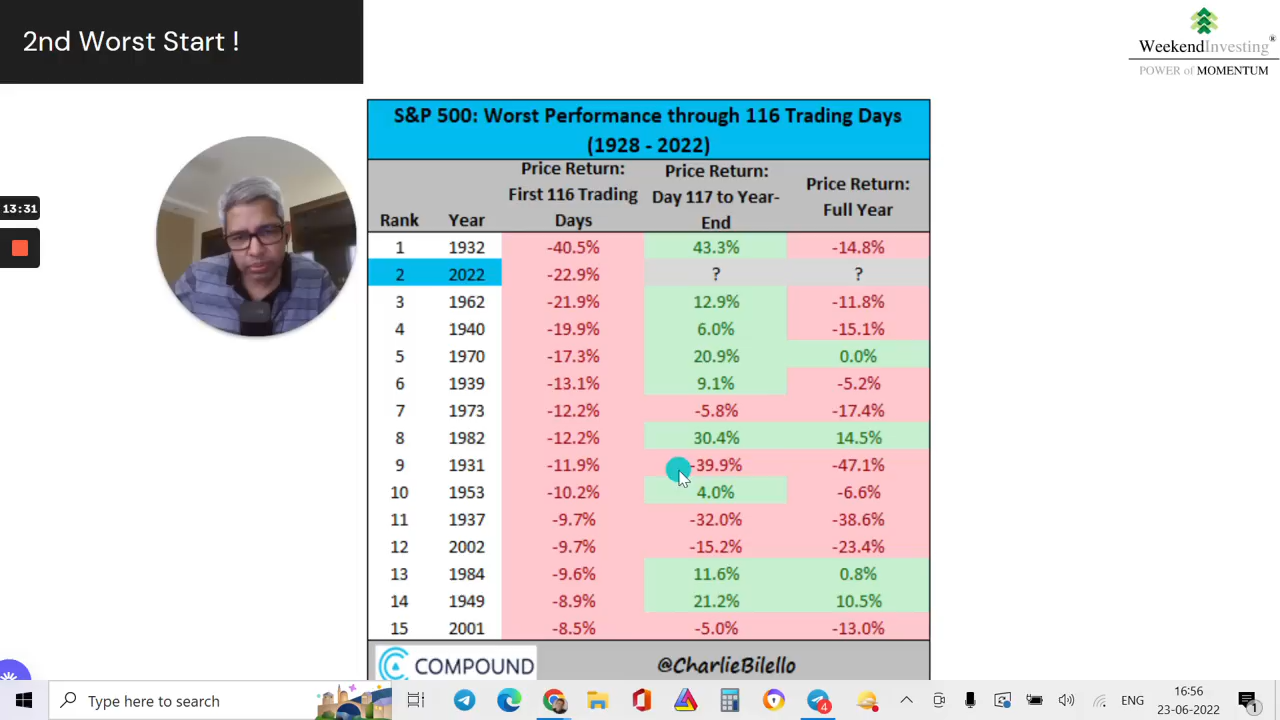 2nd Worst Start !
WeekendInvesting®
POWER of MOMENTUM
13:31
S&P 500: Worst Performance through 116 Trading Days
(1928 - 2022)
Rank Year Price Return: First 116 Trading Days Price Return: Day 117 to Year-End Price Return: Full Year
1 1932 -40.5% 43.3% -14.8%
2 2022 -22.9% ? ?
3 1962 -21.9% 12.9% -11.8%
4 1940 -19.9% 6.0% -15.1%
5 1970 -17.3% 20.9% 0.0%
6 1939 -13.1% 9.1% -5.2%
7 1973 -12.2% -5.8% -17.4%
8 1982 -12.2% 30.4% 14.5%
9 1931 -11.9% -39.9% -47.1%
10 1953 -10.2% 4.0% -6.6%
11 1937 -9.7% -32.0% -38.6%
12 2002 -9.7% -15.2% -23.4%
13 1984 -9.6% 11.6% 0.8%
14 1949 -8.9% 21.2% 10.5%
15 2001 -8.5% -5.0% -13.0%
COMPOUND @CharlieBilello
Type here to search
4
ENG
16:56
23-06-2022
1